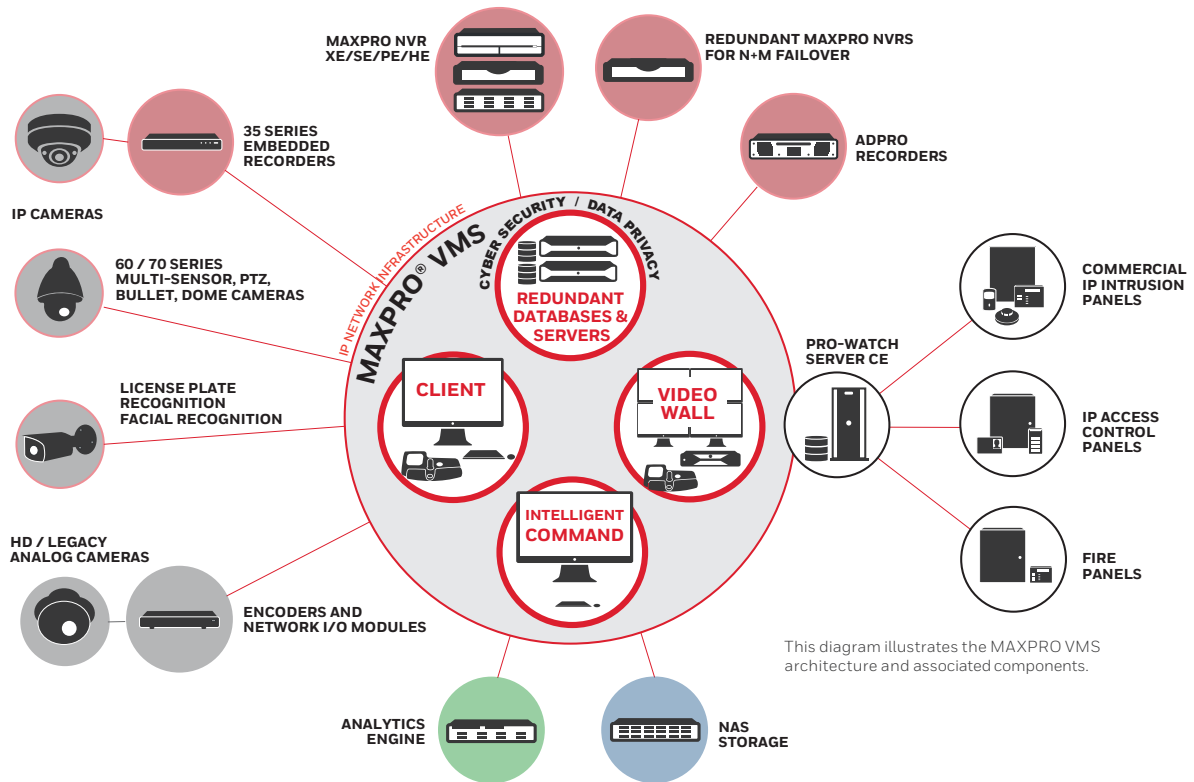 MAXPRO NVR
XE/SE/PE/HE
REDUNDANT MAXPRO NVRS
FOR N+M FAILOVER
35 SERIES
EMBEDDED
RECORDERS
ADPRO
RECORDERS
IP CAMERAS
60 / 70 SERIES
MULTI-SENSOR, PTZ,
BULLET, DOME CAMERAS
LICENSE PLATE
RECOGNITION
FACIAL RECOGNITION
HD / LEGACY
ANALOG CAMERAS
ENCODERS AND
NETWORK I/O MODULES
IP NETWORK INFRASTRUCTURE
MAXPRO® VMS
CYBER SECURITY / DATA PRIVACY
REDUNDANT
DATABASES &
SERVERS
CLIENT
VIDEO
WALL
INTELLIGENT
COMMAND
PRO-WATCH
SERVER CE
COMMERCIAL
IP INTRUSION
PANELS
IP ACCESS
CONTROL
PANELS
FIRE
PANELS
This diagram illustrates the MAXPRO VMS
architecture and associated components.
ANALYTICS
ENGINE
NAS
STORAGE